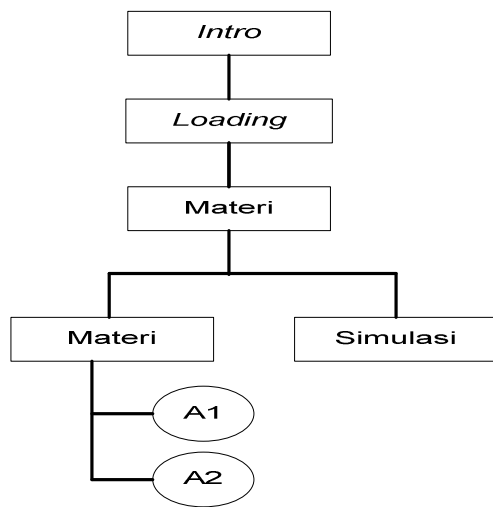 Intro
Loading
Materi
Materi
Simulasi
A1
A2